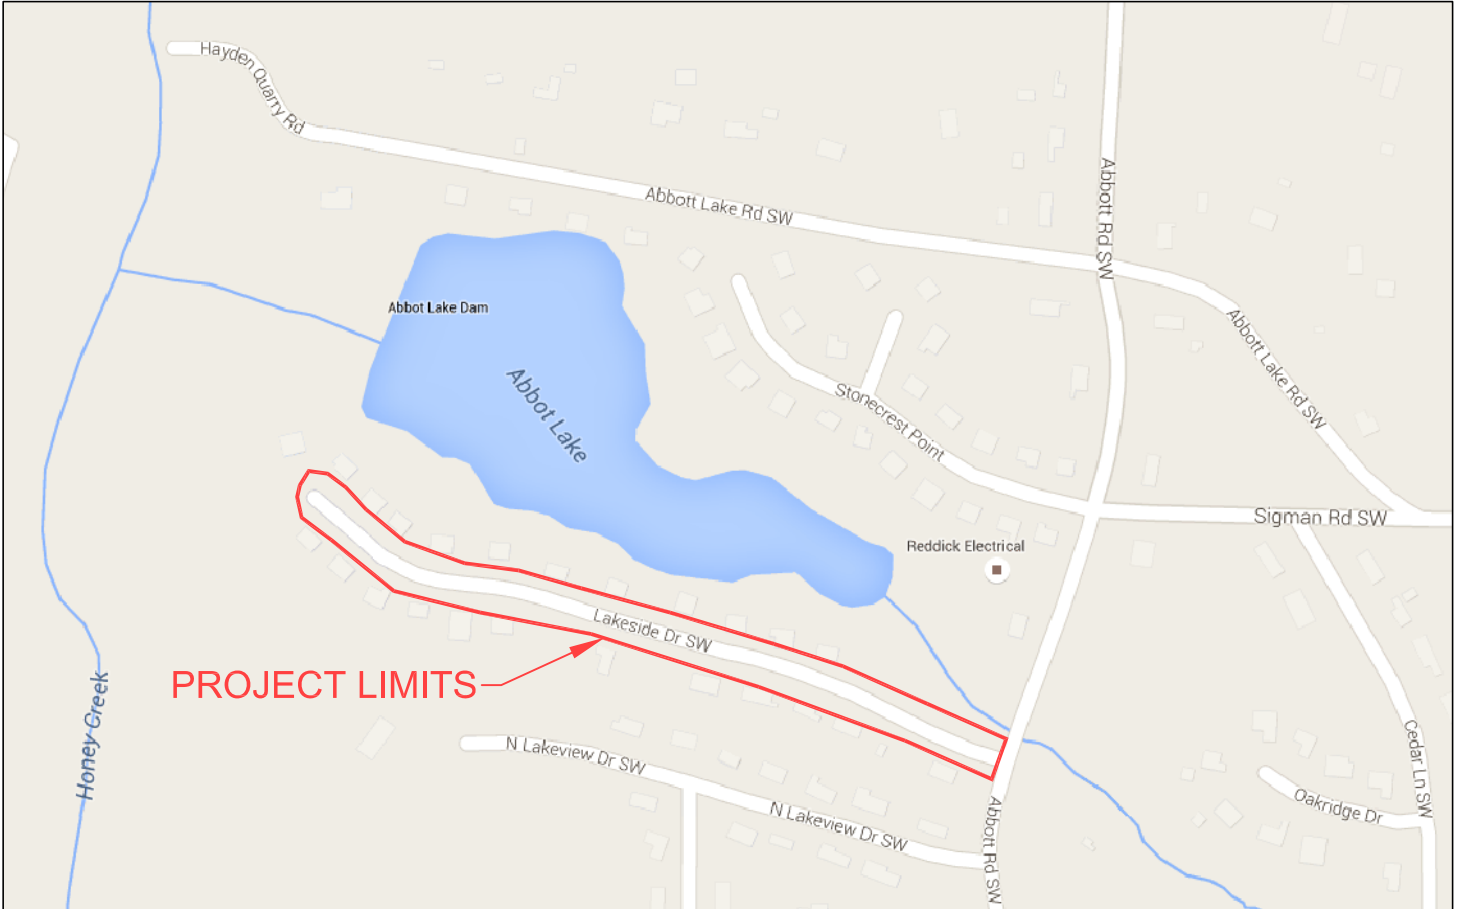 Hayden Quarry Rd
Abbott Lake Rd SW
Abbott Rd SW
Abbot Lake Dam
Abbot Lake
Abbott Lake Rd SW
Stonecrest Point
Sigman Rd SW
Reddick Electrical
Lakeside Dr SW
PROJECT LIMITS
Honey Creek
N Lakeview Dr SW
N Lakeview Dr SW
Abbott Rd SW
Oakridge Dr
Cedar Ln SW